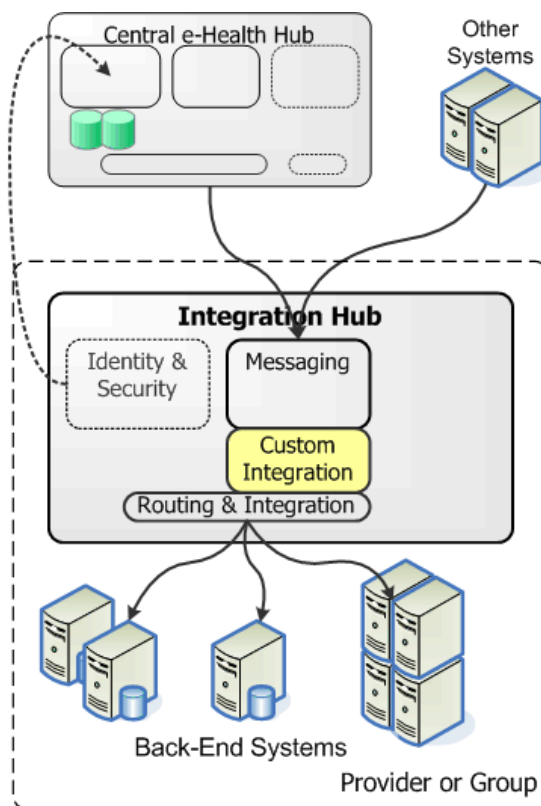 Central e-Health Hub
Other
Systems
Integration Hub
Identity &
Security
Messaging
Custom
Integration
Routing & Integration
Back-End Systems
Provider or Group